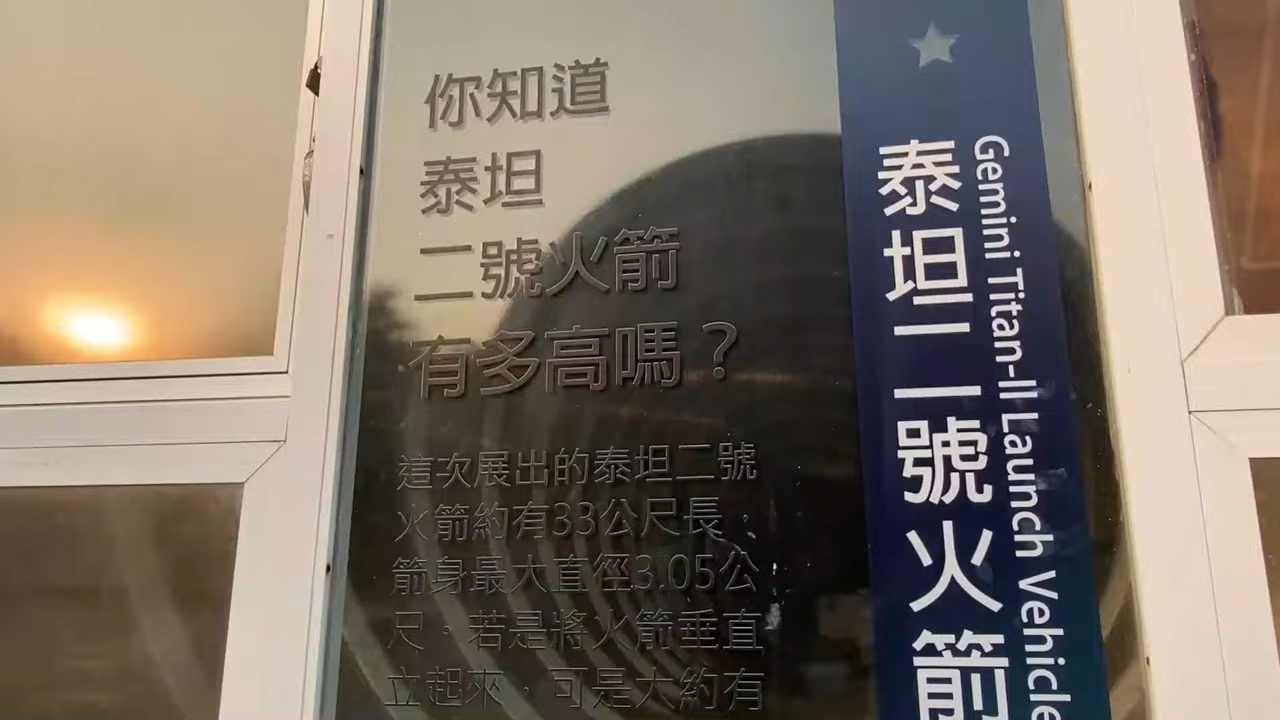 你知道
泰坦
二號火箭
有多高嗎？
這次展出的泰坦二號
火箭約有33公尺長，
箭身最大直徑3.05公
尺，若是將火箭垂直
立起來，可是大約有
泰坦二號火箭
Gemini Titan-II Launch Vehicle